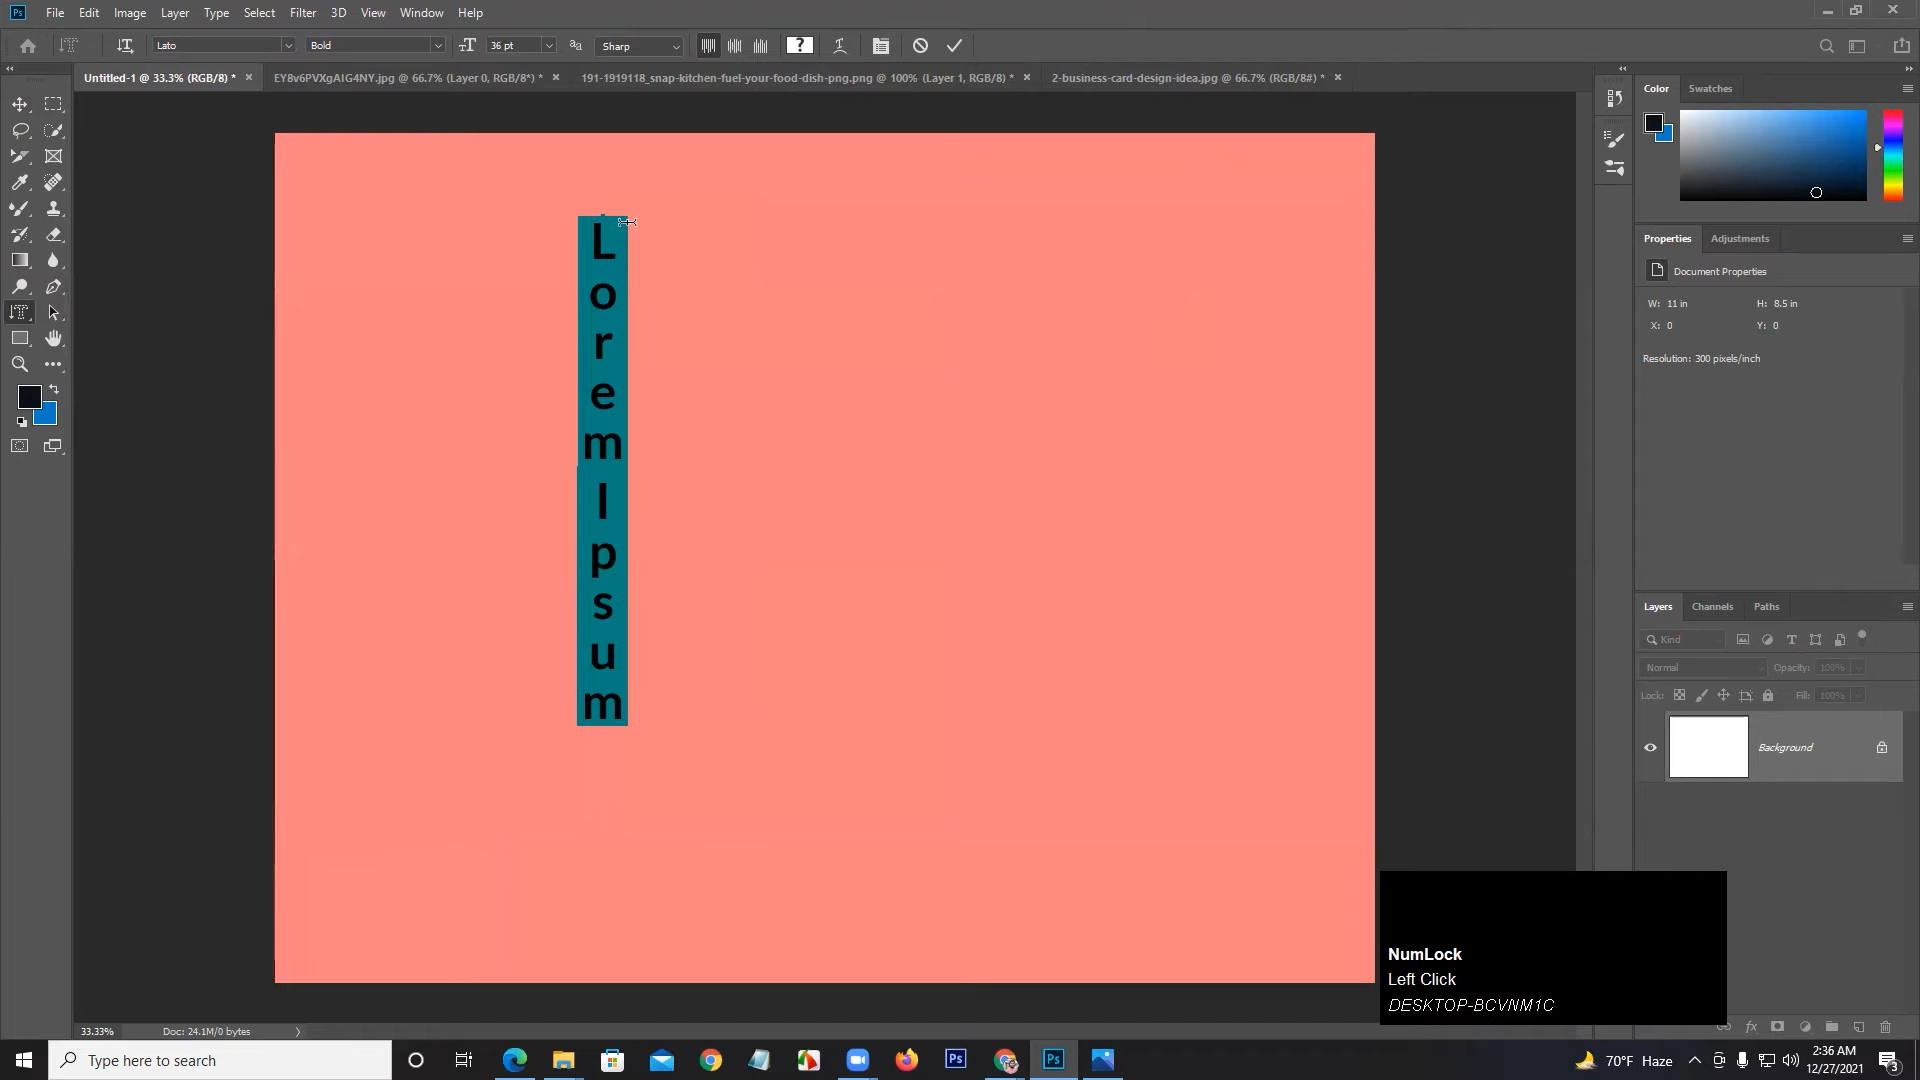 File Edit Image Layer Type Select Filter 3D View Window Help
Lato Bold 36 pt Sharp ?
Untitled-1 @ 33.3% (RGB/8) * EY8v6PVXgAIG4NY.jpg @ 66.7% (Layer 0, RGB/8*) * 191-1919118_snap-kitchen-fuel-your-food-dish-png.png @ 100% (Layer 1, RGB/8) * 2-business-card-design-idea.jpg @ 66.7% (RGB/8#) *
Color Swatches
L
o
r
e
m
I
p
s
u
m
Properties Adjustments
Document Properties
W: 11 in H: 8.5 in
X: 0 Y: 0
Resolution: 300 pixels/inch
Layers Channels Paths
Kind
Normal Opacity: 100%
Lock: Fill: 100%
Background
NumLock
Left Click
DESKTOP-BCVNM1C
33.33% Doc: 24.1M/0 bytes
Type here to search
70°F Haze
2:36 AM
12/27/2021
3